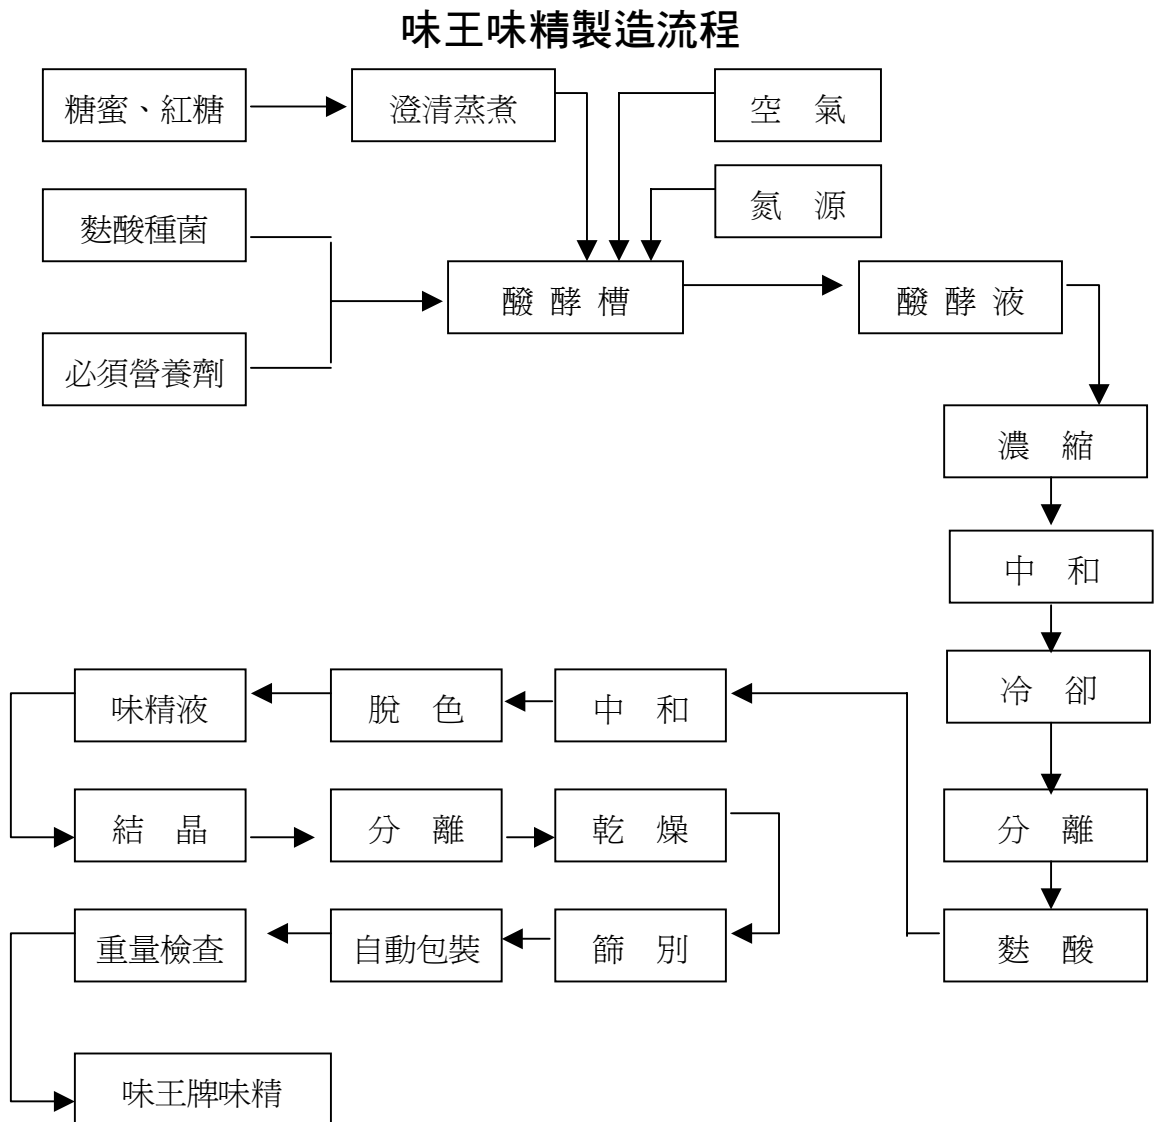 味王味精製造流程
糖蜜、紅糖
澄清蒸煮
空　氣
氮　源
麩酸種菌
必須營養劑
醱 酵 槽
醱 酵 液
濃　縮
中　和
冷　卻
分　離
麩　酸
中　和
脫　色
味精液
結　晶
分　離
乾　燥
篩　別
自動包裝
重量檢查
味王牌味精